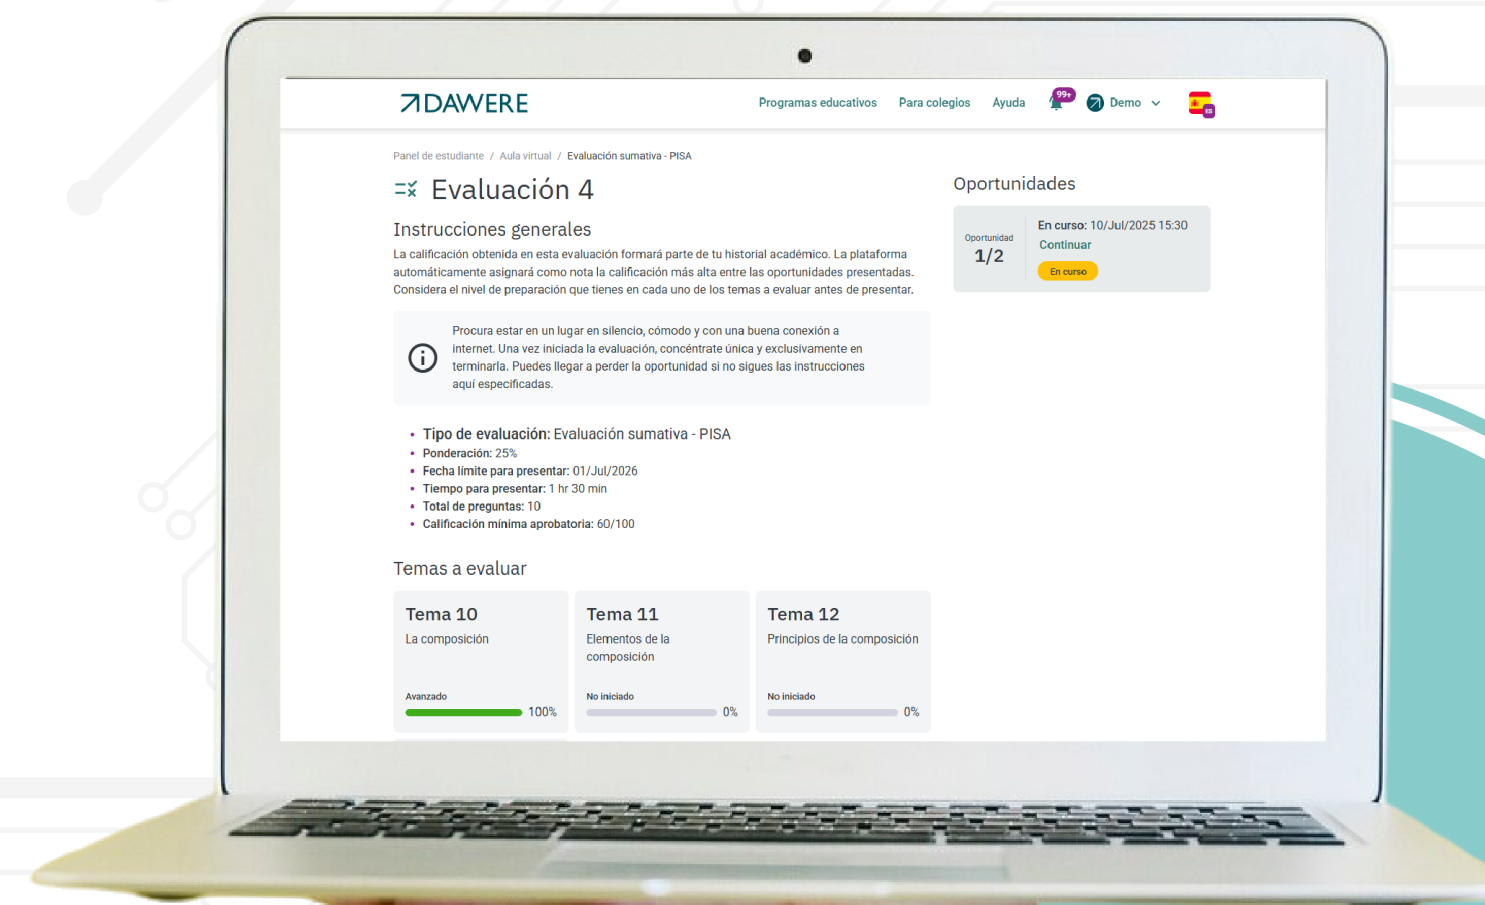 DAWERE
Programas educativos
Para colegios
Ayuda
99+
Demo
ES
Panel de estudiante / Aula virtual / Evaluación sumativa - PISA
Evaluación 4
Instrucciones generales
La calificación obtenida en esta evaluación formará parte de tu historial académico. La plataforma
automáticamente asignará como nota la calificación más alta entre las oportunidades presentadas.
Considera el nivel de preparación que tienes en cada uno de los temas a evaluar antes de presentar.
Procura estar en un lugar en silencio, cómodo y con una buena conexión a
internet. Una vez iniciada la evaluación, concéntrate única y exclusivamente en
terminarla. Puedes llegar a perder la oportunidad si no sigues las instrucciones
aquí especificadas.
• Tipo de evaluación: Evaluación sumativa - PISA
• Ponderación: 25%
• Fecha límite para presentar: 01/Jul/2026
• Tiempo para presentar: 1 hr 30 min
• Total de preguntas: 10
• Calificación mínima aprobatoria: 60/100
Temas a evaluar
Tema 10
La composición
Avanzado
100%
Tema 11
Elementos de la
composición
No iniciado
0%
Tema 12
Principios de la composición
No iniciado
0%
Oportunidades
Oportunidad
1/2
En curso: 10/Jul/2025 15:30
Continuar
En curso